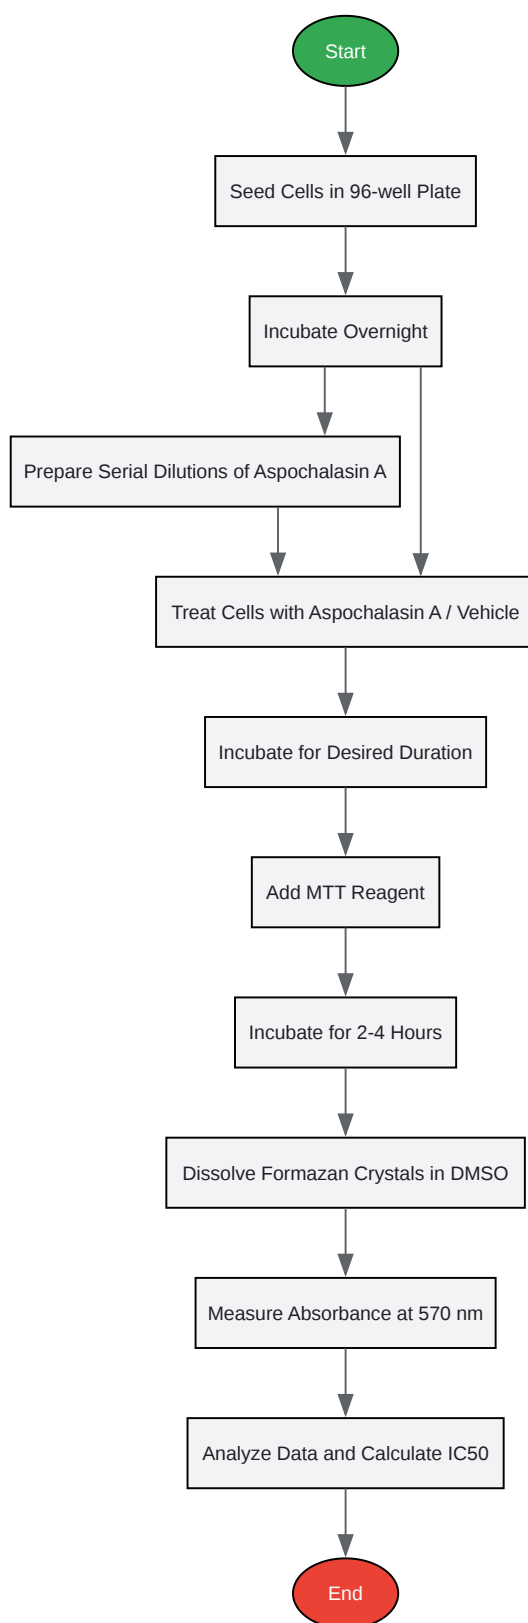 Start
Seed Cells in 96-well Plate
Incubate Overnight
Prepare Serial Dilutions of Aspochalasin A
Treat Cells with Aspochalasin A / Vehicle
Incubate for Desired Duration
Add MTT Reagent
Incubate for 2-4 Hours
Dissolve Formazan Crystals in DMSO
Measure Absorbance at 570 nm
Analyze Data and Calculate IC50
End